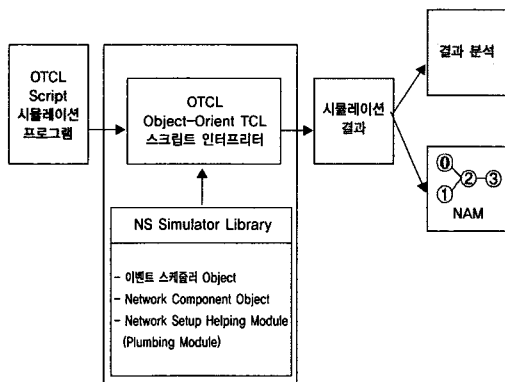 OTCL
Script
시뮬레이션
프로그램
OTCL
Object-Orient TCL
스크립트 인터프리터
NS Simulator Library
- 이벤트 스케쥴러 Object
- Network Component Object
- Network Setup Helping Module
(Plumbing Module)
시뮬레이션
결과
결과 분석
0
1
2
3
NAM